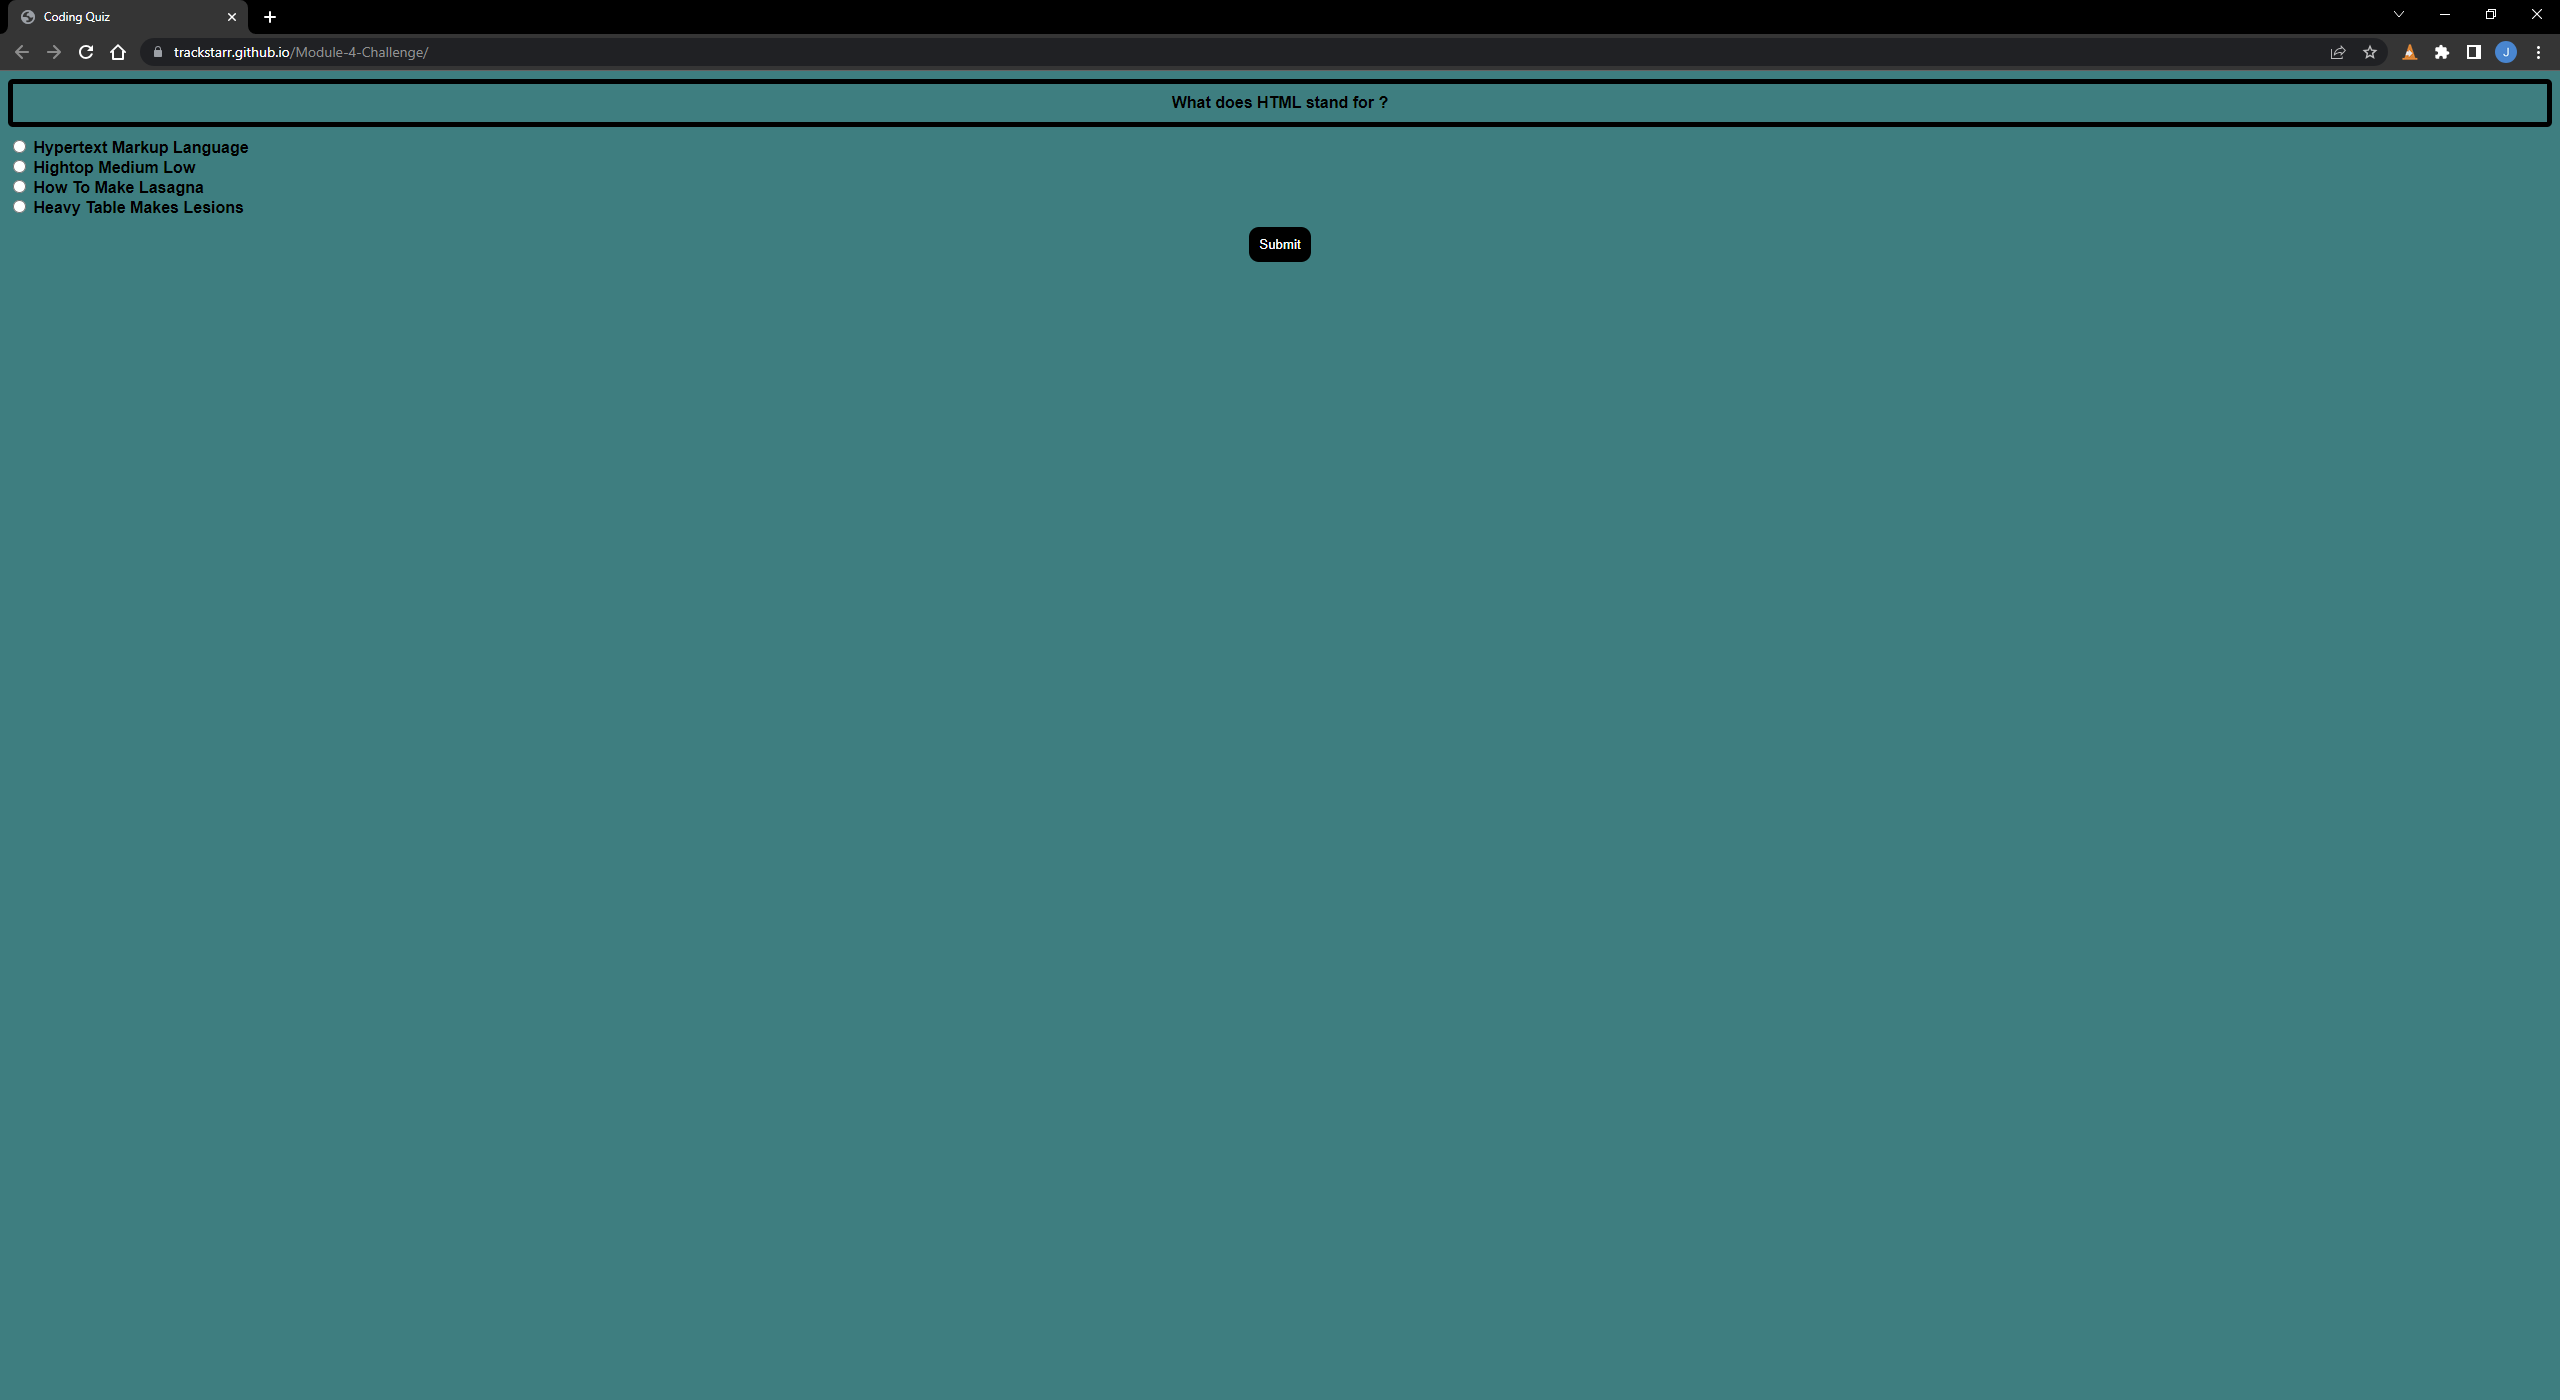 Coding Quiz
trackstarr.github.io/Module-4-Challenge/
J
What does HTML stand for ?
Hypertext Markup Language
Hightop Medium Low
How To Make Lasagna
Heavy Table Makes Lesions
Submit